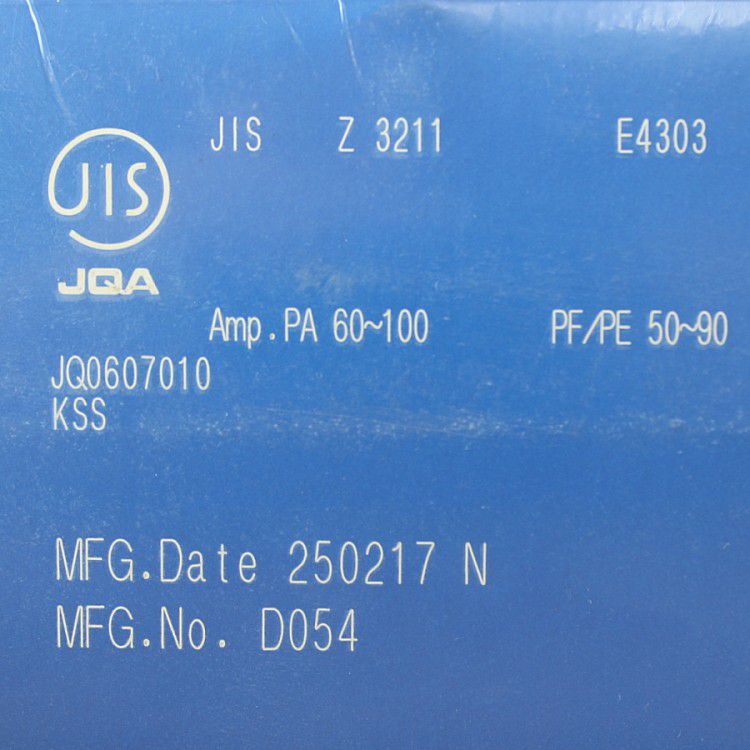 JIS Z 3211 E4303
JIS
JQA
Amp.PA 60~100 PF/PE 50~90
JQ0607010
KSS
MFG.Date 250217 N
MFG.No. D054